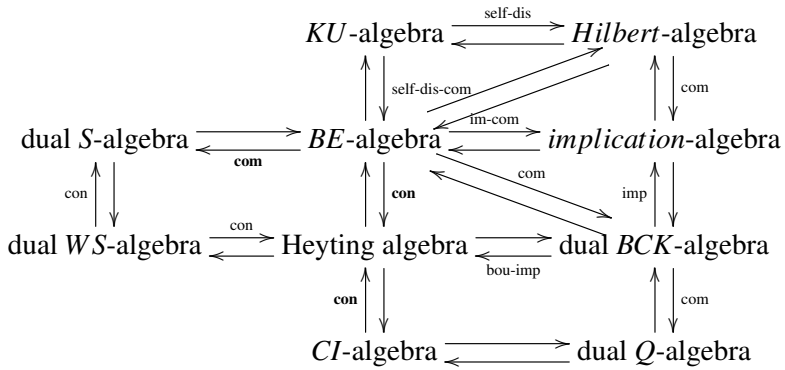 self-dis
KU-algebra Hilbert-algebra
self-dis-com com
im-com
dual S-algebra BE-algebra implication-algebra
com
com
con con imp
con
dual WS-algebra Heyting algebra dual BCK-algebra
bou-imp
con com
CI-algebra dual Q-algebra